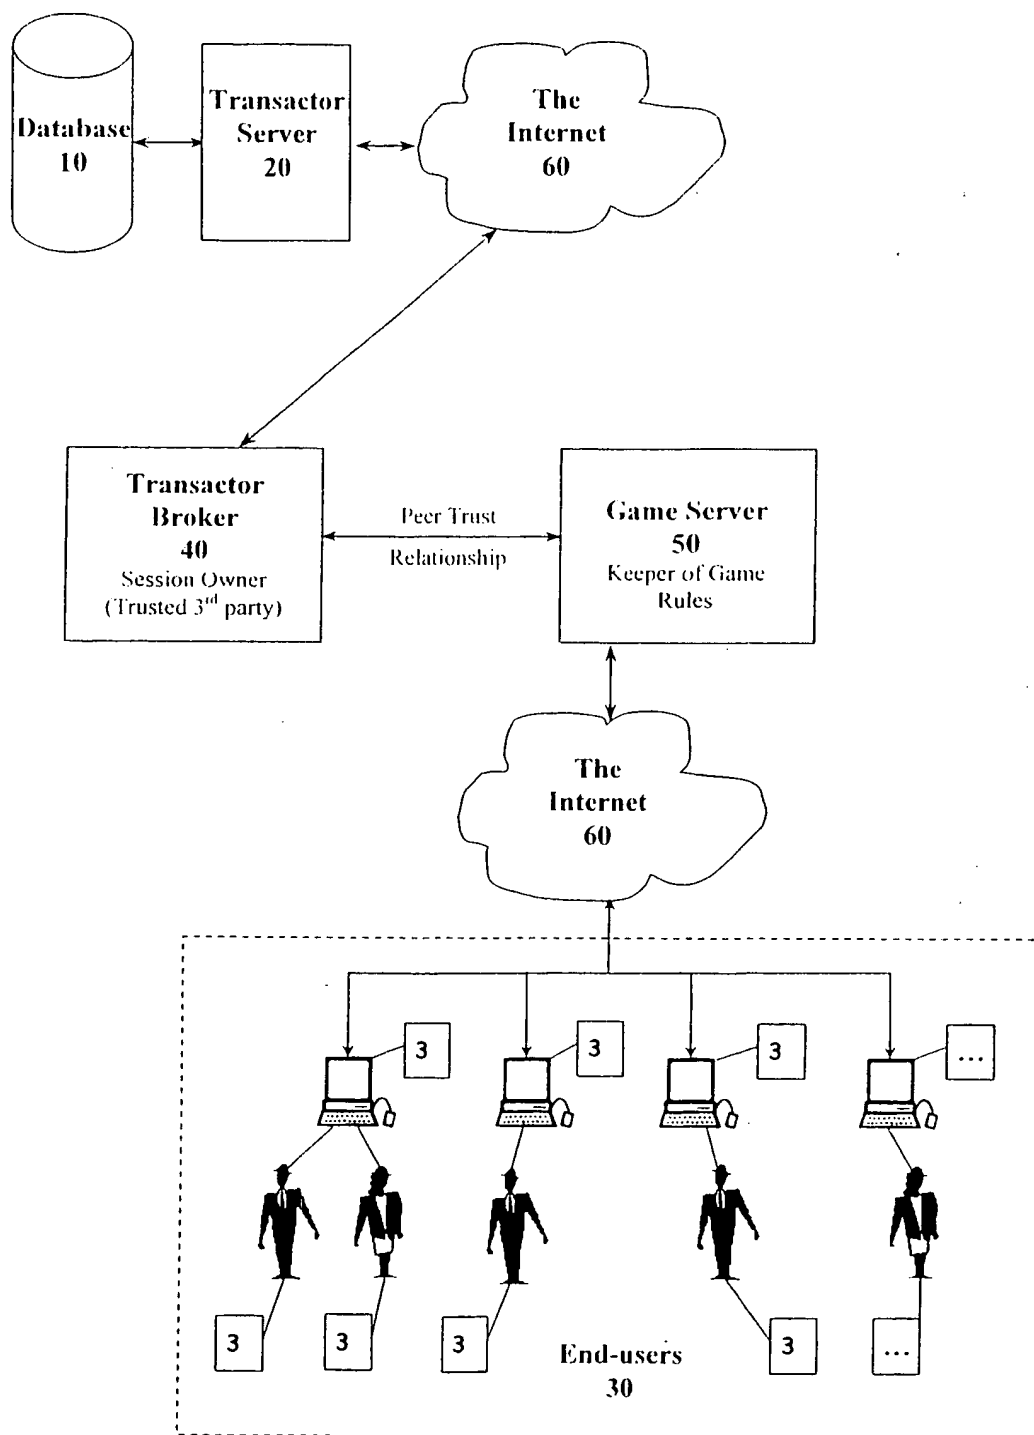 Database
10
Transactor
Server
20
The
Internet
60
Transactor
Broker
40
Session Owner
(Trusted 3rd party)
Peer Trust
Relationship
Game Server
50
Keeper of Game
Rules
The
Internet
60
3
3
3
...
3
3
3
3
...
End-users
30